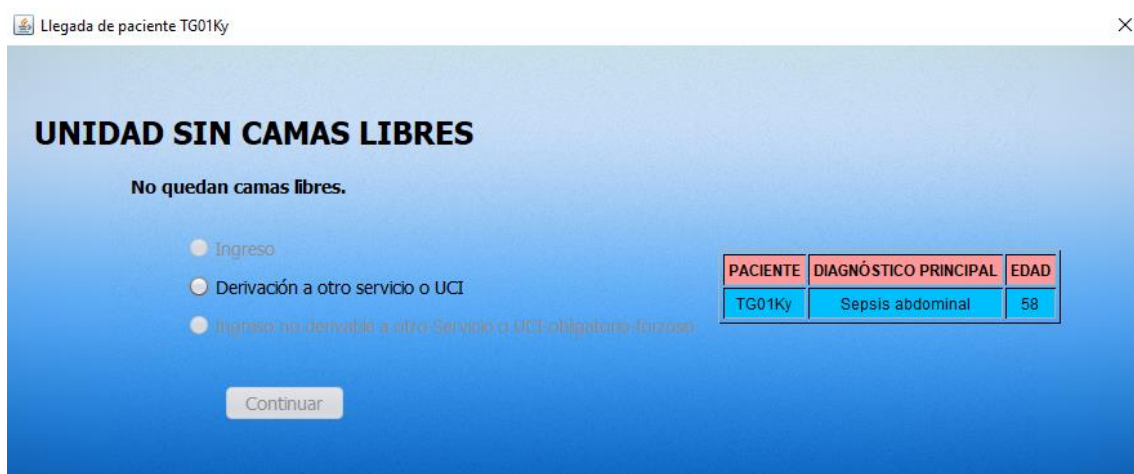 Llegada de paciente TG01Ky
UNIDAD SIN CAMAS LIBRES
No quedan camas libres.
Ingreso
Derivación a otro servicio o UCI
Ingreso no derivable a otro Servicio o UCI obligatorio-forzoso
PACIENTE DIAGNÓSTICO PRINCIPAL EDAD
TG01Ky Sepsis abdominal 58
Continuar